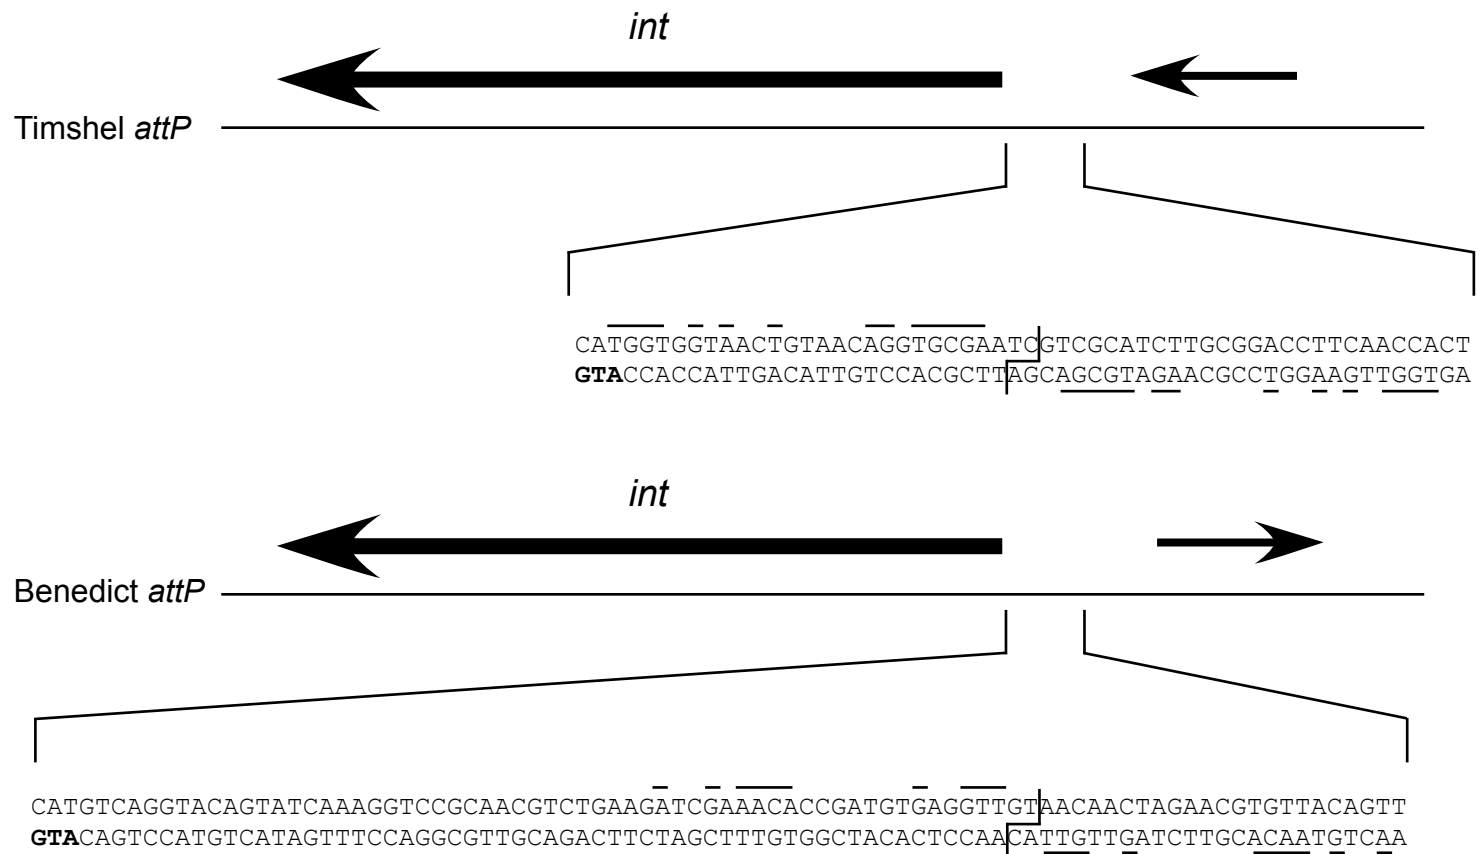 int
Timshel attP
CATGGTGGTAACTGTAACAGGTGCGAATCGTCGCATCTTGCGGACCTTCAACCACT
GTACCACCATTGACATTGTCCACGCTTAGCAGCGTAGAACGCCTGGAAGTTGGTGA
int
Benedict attP
CATGTCAGGTACAGTATCAAAGGTCCGCAACGTCTGAAGATCGAAACACCGATGTGAGGTTGTAACAACTAGAACGTGTTACAGTT
GTACAGTCCATGTCATAGTTTCCAGGCGTTGCAGACTTCTAGCTTTGTGGCTACACTCCAACATTGTTGATCTTGCACAATGTCAA